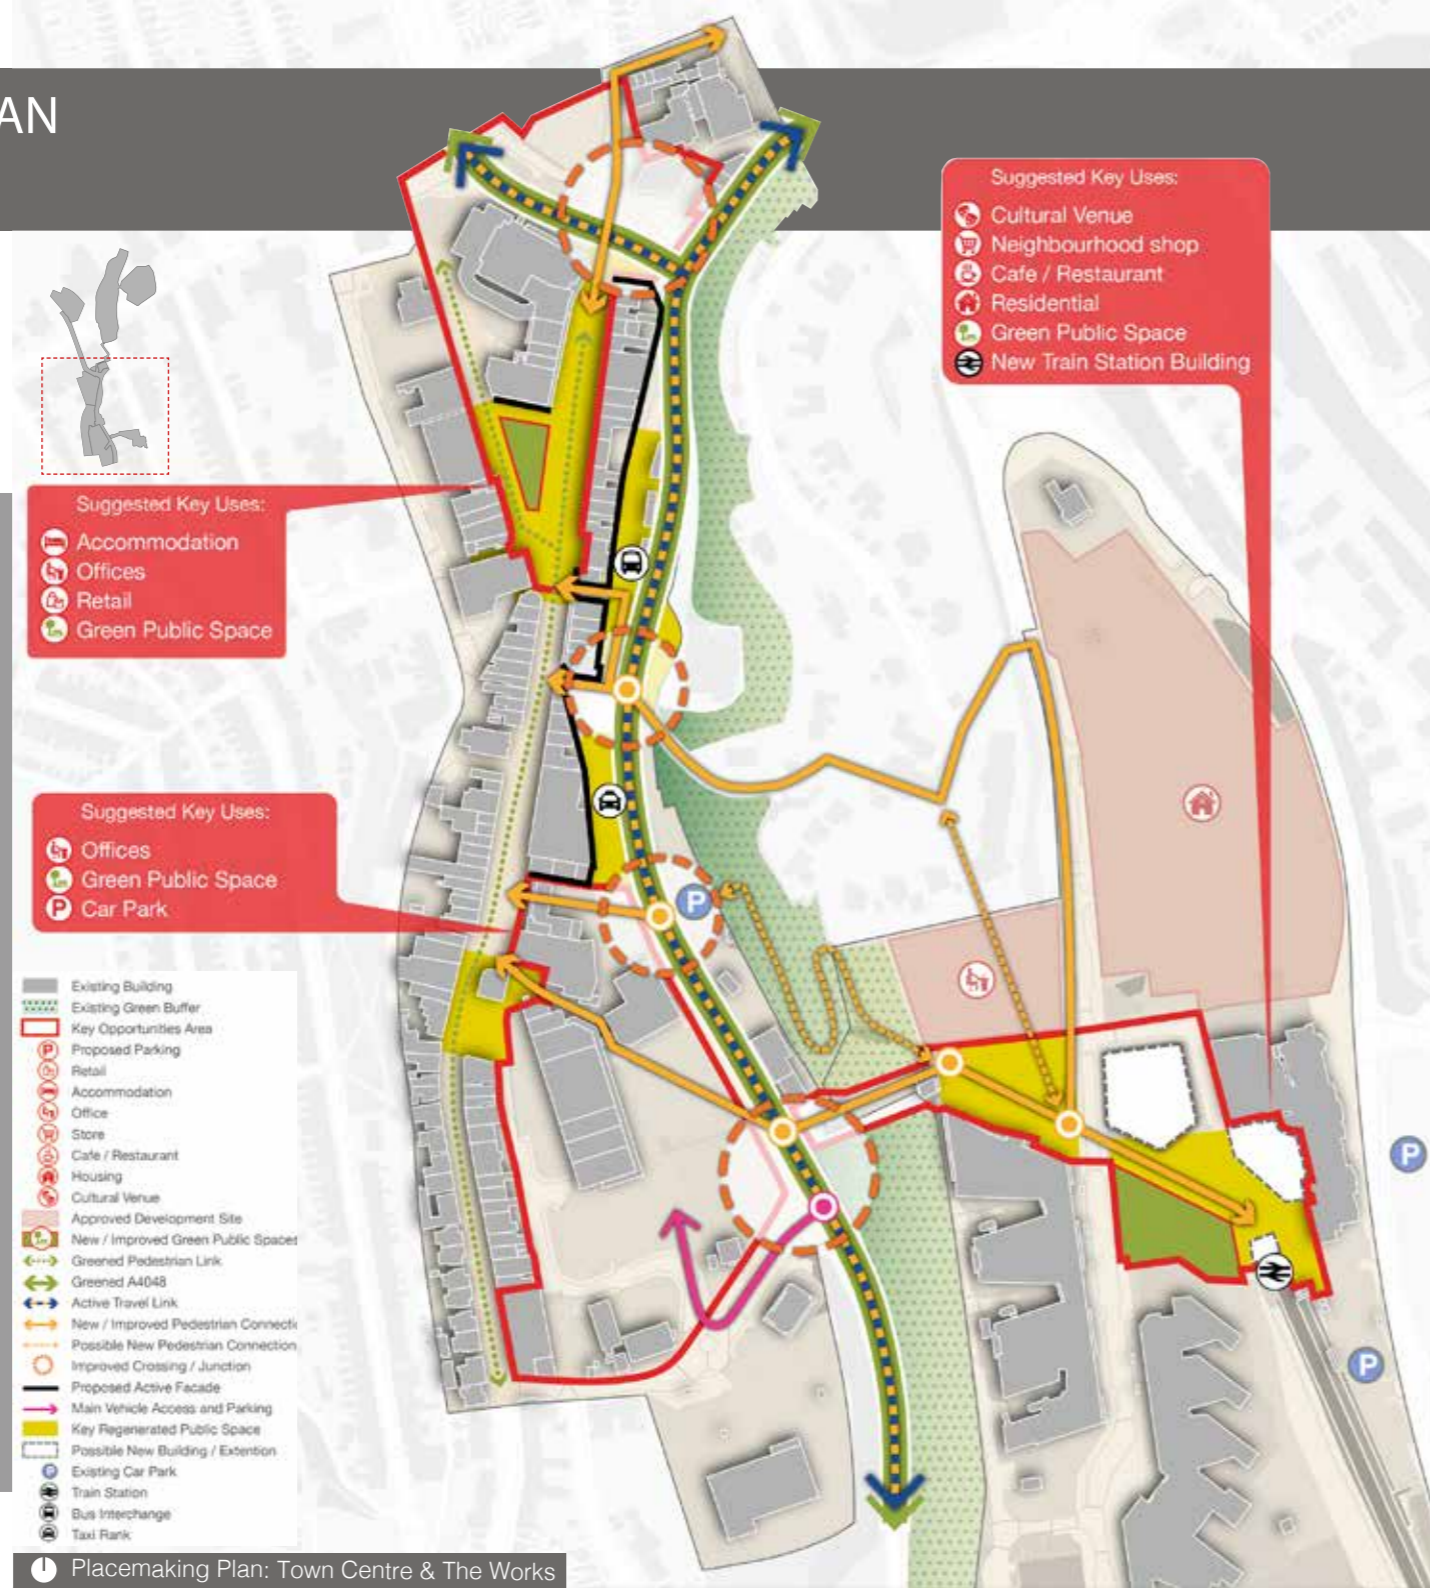 AN
Suggested Key Uses:
Cultural Venue
Neighbourhood shop
Cafe / Restaurant
Residential
Green Public Space
New Train Station Building
Suggested Key Uses:
Accommodation
Offices
Retail
Green Public Space
Suggested Key Uses:
Offices
Green Public Space
P Car Park
P
P
P
Existing Building
Existing Green Buffer
Key Opportunities Area
P Proposed Parking
Retail
Accommodation
Office
Store
Cafe / Restaurant
Housing
Cultural Venue
Approved Development Site
New / Improved Green Public Spaces
Greened Pedestrian Link
Greened A4048
Active Travel Link
New / Improved Pedestrian Connecti
Possible New Pedestrian Connection
Improved Crossing / Junction
Proposed Active Facade
Main Vehicle Access and Parking
Key Regenerated Public Space
Possible New Building / Extention
P Existing Car Park
Train Station
Bus Interchange
Taxi Rank
Placemaking Plan: Town Centre & The Works